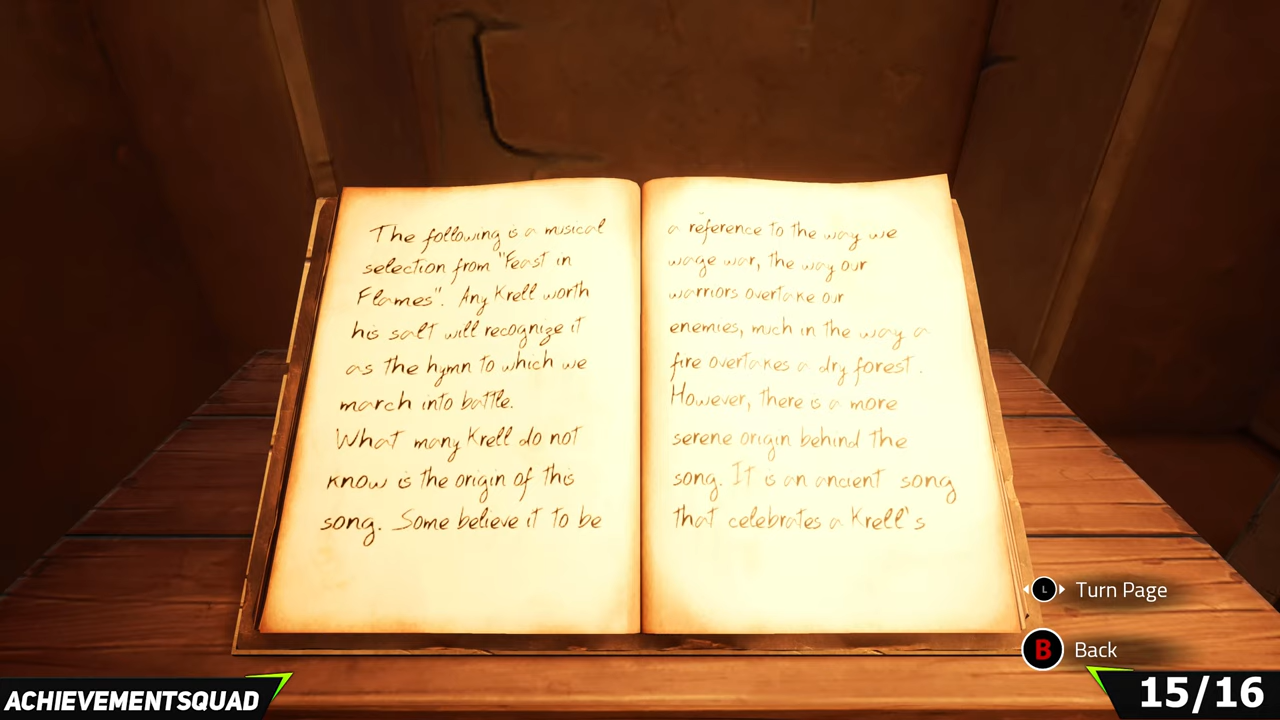 The following is a musical
selection from "Feast in
Flames". Any Krell worth
his salt will recognize it
as the hymn to which we
march into battle.
What many Krell do not
know is the origin of this
song. Some believe it to be
a reference to the way we
wage war, the way our
warriors overtake our
enemies, much in the way a
fire overtakes a dry forest.
However, there is a more
serene origin behind the
song. It is an ancient song
that celebrates a Krell's
L
Turn Page
B
Back
ACHIEVEMENTSQUAD
15/16